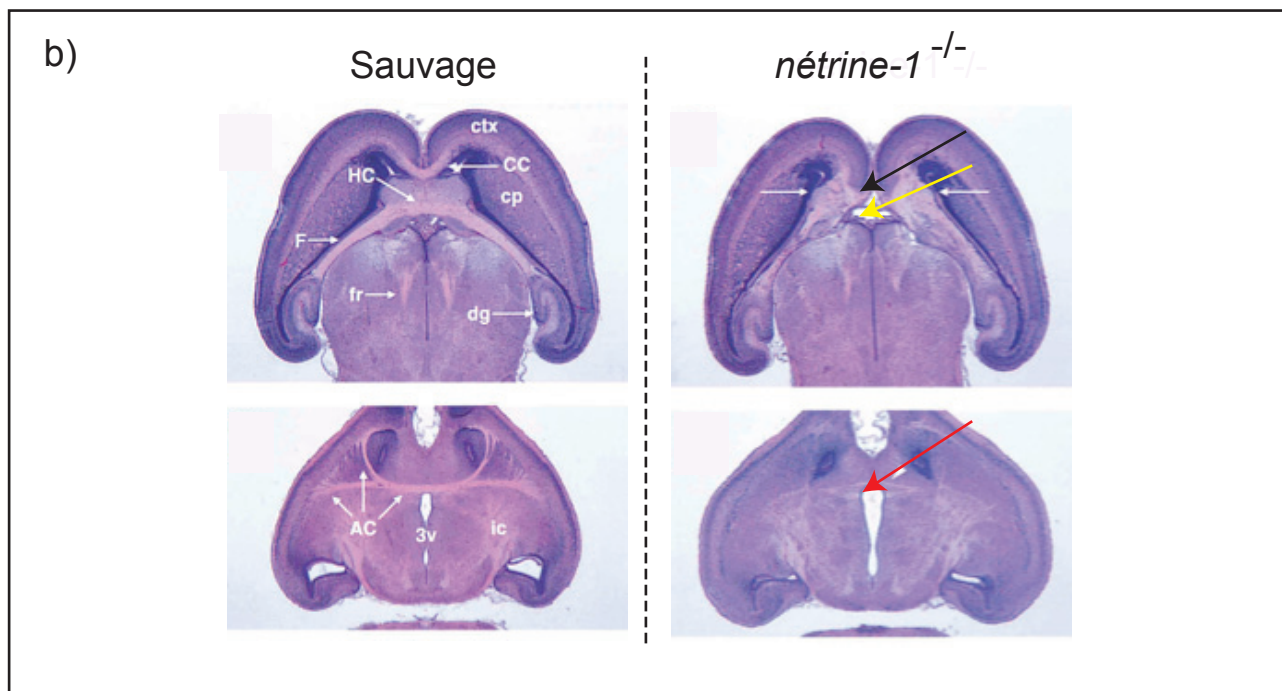 b)
Sauvage
nétrine-1 -/-
ctx
CC
HC
cp
F
fr
dg
AC
3v
ic